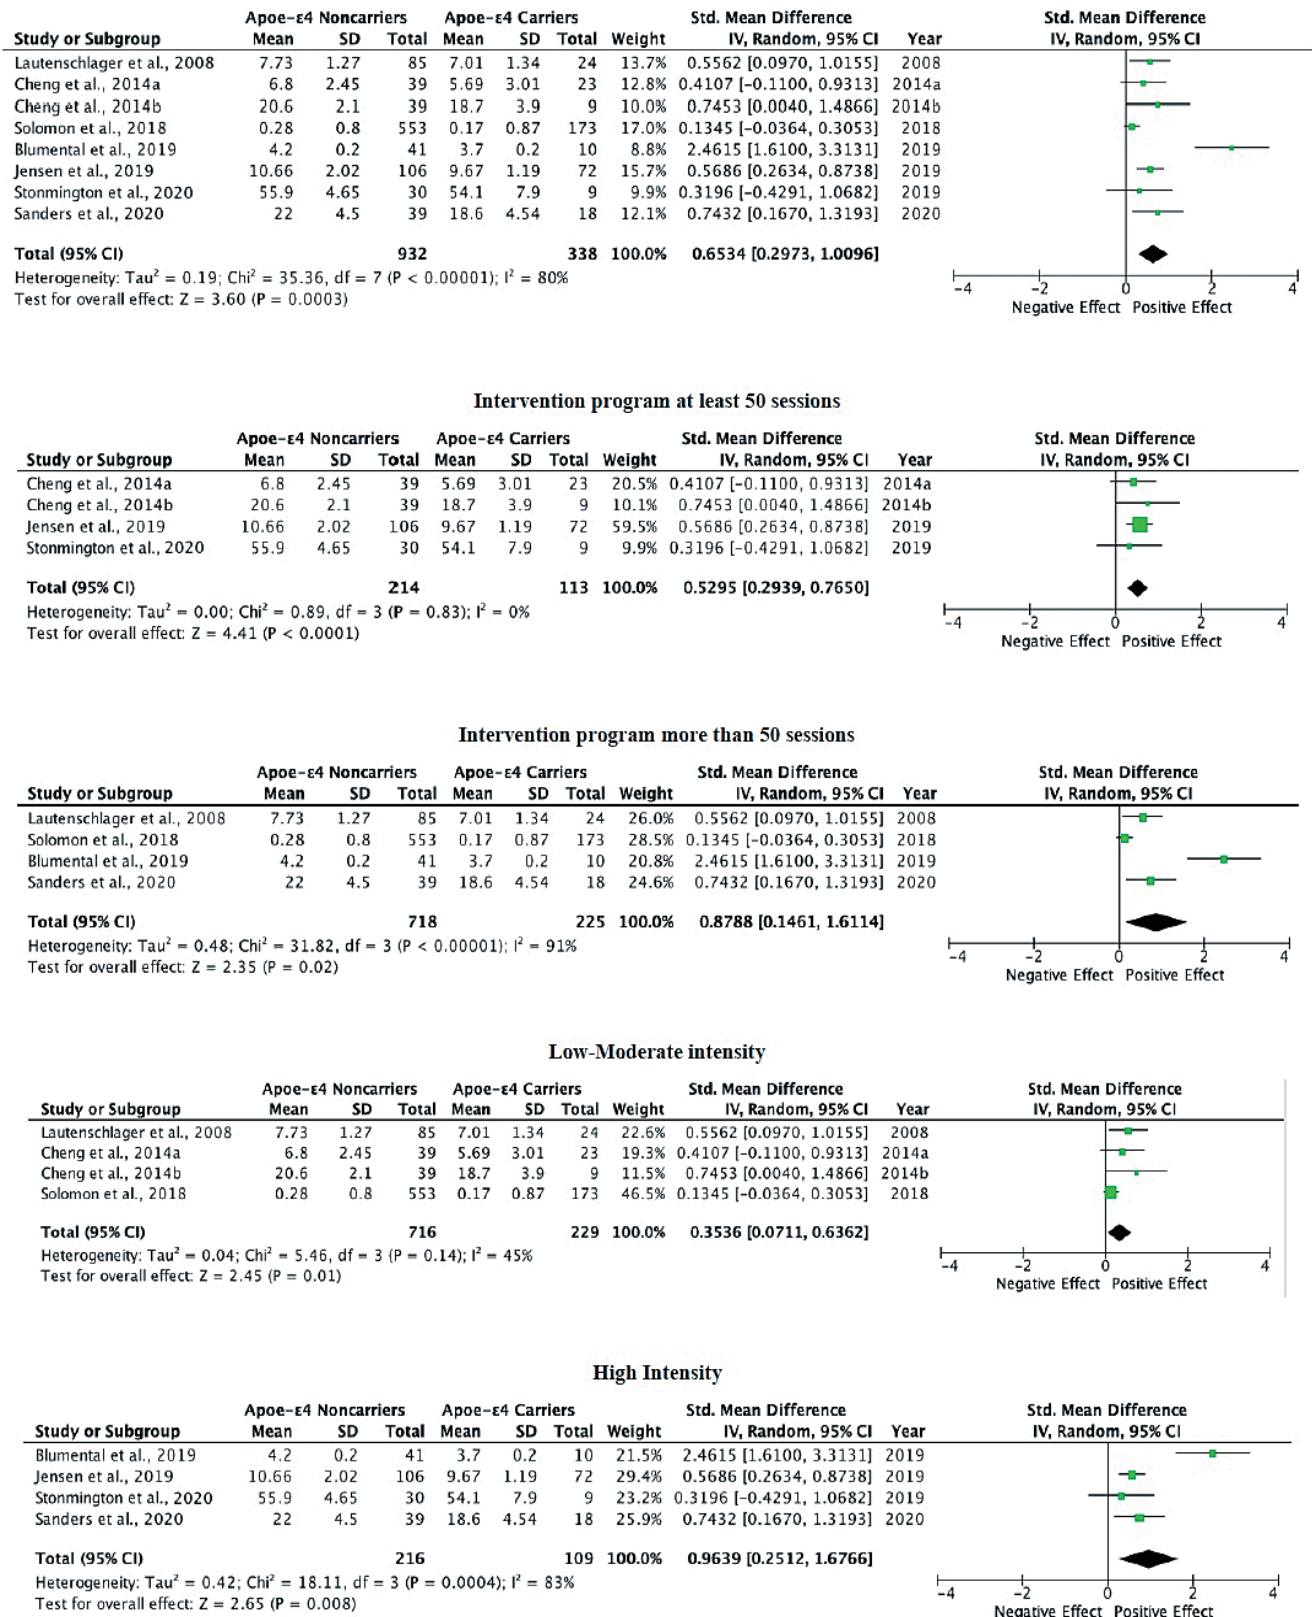 Apoe-ε4 Noncarriers Apoe-ε4 Carriers Std. Mean Difference Std. Mean Difference
Study or Subgroup Mean SD Total Mean SD Total Weight IV, Random, 95% CI Year IV, Random, 95% CI
Lautenschlager et al., 2008 7.73 1.27 85 7.01 1.34 24 13.7% 0.5562 [0.0970, 1.0155] 2008
Cheng et al., 2014a 6.8 2.45 39 5.69 3.01 23 12.8% 0.4107 [-0.1100, 0.9313] 2014a
Cheng et al., 2014b 20.6 2.1 39 18.7 3.9 9 10.0% 0.7453 [0.0040, 1.4866] 2014b
Solomon et al., 2018 0.28 0.8 553 0.17 0.87 173 17.0% 0.1345 [-0.0364, 0.3053] 2018
Blumental et al., 2019 4.2 0.2 41 3.7 0.2 10 8.8% 2.4615 [1.6100, 3.3131] 2019
Jensen et al., 2019 10.66 2.02 106 9.67 1.19 72 15.7% 0.5686 [0.2634, 0.8738] 2019
Stonmington et al., 2020 55.9 4.65 30 54.1 7.9 9 9.9% 0.3196 [-0.4291, 1.0682] 2019
Sanders et al., 2020 22 4.5 39 18.6 4.54 18 12.1% 0.7432 [0.1670, 1.3193] 2020
Total (95% CI) 932 338 100.0% 0.6534 [0.2973, 1.0096]
Heterogeneity: Tau² = 0.19; Chi² = 35.36, df = 7 (P < 0.00001); I² = 80%
Test for overall effect: Z = 3.60 (P = 0.0003)
-4 -2 0 2 4
Negative Effect Positive Effect
Intervention program at least 50 sessions
Apoe-ε4 Noncarriers Apoe-ε4 Carriers Std. Mean Difference Std. Mean Difference
Study or Subgroup Mean SD Total Mean SD Total Weight IV, Random, 95% CI Year IV, Random, 95% CI
Cheng et al., 2014a 6.8 2.45 39 5.69 3.01 23 20.5% 0.4107 [-0.1100, 0.9313] 2014a
Cheng et al., 2014b 20.6 2.1 39 18.7 3.9 9 10.1% 0.7453 [0.0040, 1.4866] 2014b
Jensen et al., 2019 10.66 2.02 106 9.67 1.19 72 59.5% 0.5686 [0.2634, 0.8738] 2019
Stonmington et al., 2020 55.9 4.65 30 54.1 7.9 9 9.9% 0.3196 [-0.4291, 1.0682] 2019
Total (95% CI) 214 113 100.0% 0.5295 [0.2939, 0.7650]
Heterogeneity: Tau² = 0.00; Chi² = 0.89, df = 3 (P = 0.83); I² = 0%
Test for overall effect: Z = 4.41 (P < 0.0001)
-4 -2 0 2 4
Negative Effect Positive Effect
Intervention program more than 50 sessions
Apoe-ε4 Noncarriers Apoe-ε4 Carriers Std. Mean Difference Std. Mean Difference
Study or Subgroup Mean SD Total Mean SD Total Weight IV, Random, 95% CI Year IV, Random, 95% CI
Lautenschlager et al., 2008 7.73 1.27 85 7.01 1.34 24 26.0% 0.5562 [0.0970, 1.0155] 2008
Solomon et al., 2018 0.28 0.8 553 0.17 0.87 173 28.5% 0.1345 [-0.0364, 0.3053] 2018
Blumental et al., 2019 4.2 0.2 41 3.7 0.2 10 20.8% 2.4615 [1.6100, 3.3131] 2019
Sanders et al., 2020 22 4.5 39 18.6 4.54 18 24.6% 0.7432 [0.1670, 1.3193] 2020
Total (95% CI) 718 225 100.0% 0.8788 [0.1461, 1.6114]
Heterogeneity: Tau² = 0.48; Chi² = 31.82, df = 3 (P < 0.00001); I² = 91%
Test for overall effect: Z = 2.35 (P = 0.02)
-4 -2 0 2 4
Negative Effect Positive Effect
Low-Moderate intensity
Apoe-ε4 Noncarriers Apoe-ε4 Carriers Std. Mean Difference Std. Mean Difference
Study or Subgroup Mean SD Total Mean SD Total Weight IV, Random, 95% CI Year IV, Random, 95% CI
Lautenschlager et al., 2008 7.73 1.27 85 7.01 1.34 24 22.6% 0.5562 [0.0970, 1.0155] 2008
Cheng et al., 2014a 6.8 2.45 39 5.69 3.01 23 19.3% 0.4107 [-0.1100, 0.9313] 2014a
Cheng et al., 2014b 20.6 2.1 39 18.7 3.9 9 11.5% 0.7453 [0.0040, 1.4866] 2014b
Solomon et al., 2018 0.28 0.8 553 0.17 0.87 173 46.5% 0.1345 [-0.0364, 0.3053] 2018
Total (95% CI) 716 229 100.0% 0.3536 [0.0711, 0.6362]
Heterogeneity: Tau² = 0.04; Chi² = 5.46, df = 3 (P = 0.14); I² = 45%
Test for overall effect: Z = 2.45 (P = 0.01)
-4 -2 0 2 4
Negative Effect Positive Effect
High Intensity
Apoe-ε4 Noncarriers Apoe-ε4 Carriers Std. Mean Difference Std. Mean Difference
Study or Subgroup Mean SD Total Mean SD Total Weight IV, Random, 95% CI Year IV, Random, 95% CI
Blumental et al., 2019 4.2 0.2 41 3.7 0.2 10 21.5% 2.4615 [1.6100, 3.3131] 2019
Jensen et al., 2019 10.66 2.02 106 9.67 1.19 72 29.4% 0.5686 [0.2634, 0.8738] 2019
Stonmington et al., 2020 55.9 4.65 30 54.1 7.9 9 23.2% 0.3196 [-0.4291, 1.0682] 2019
Sanders et al., 2020 22 4.5 39 18.6 4.54 18 25.9% 0.7432 [0.1670, 1.3193] 2020
Total (95% CI) 216 109 100.0% 0.9639 [0.2512, 1.6766]
Heterogeneity: Tau² = 0.42; Chi² = 18.11, df = 3 (P = 0.0004); I² = 83%
Test for overall effect: Z = 2.65 (P = 0.008)
-4 -2 0 2 4
Negative Effect Positive Effect